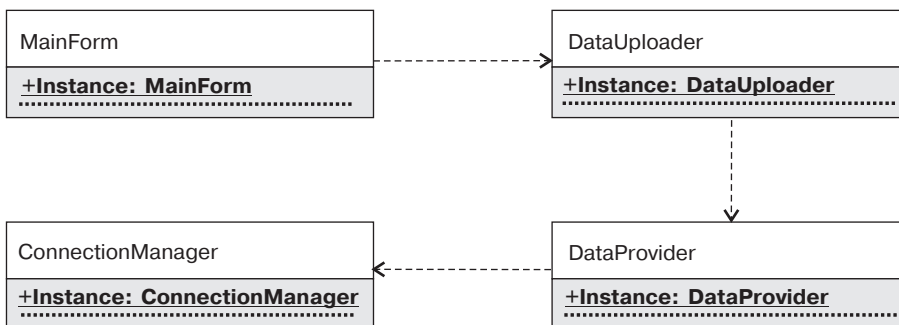 MainForm
+Instance: MainForm
DataUploader
+Instance: DataUploader
ConnectionManager
+Instance: ConnectionManager
DataProvider
+Instance: DataProvider